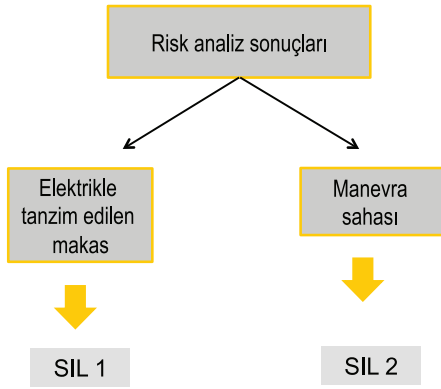 Risk analiz sonuçları
Elektrikle
tanzim edilen
makas
Manevra
sahası
SIL 1
SIL 2